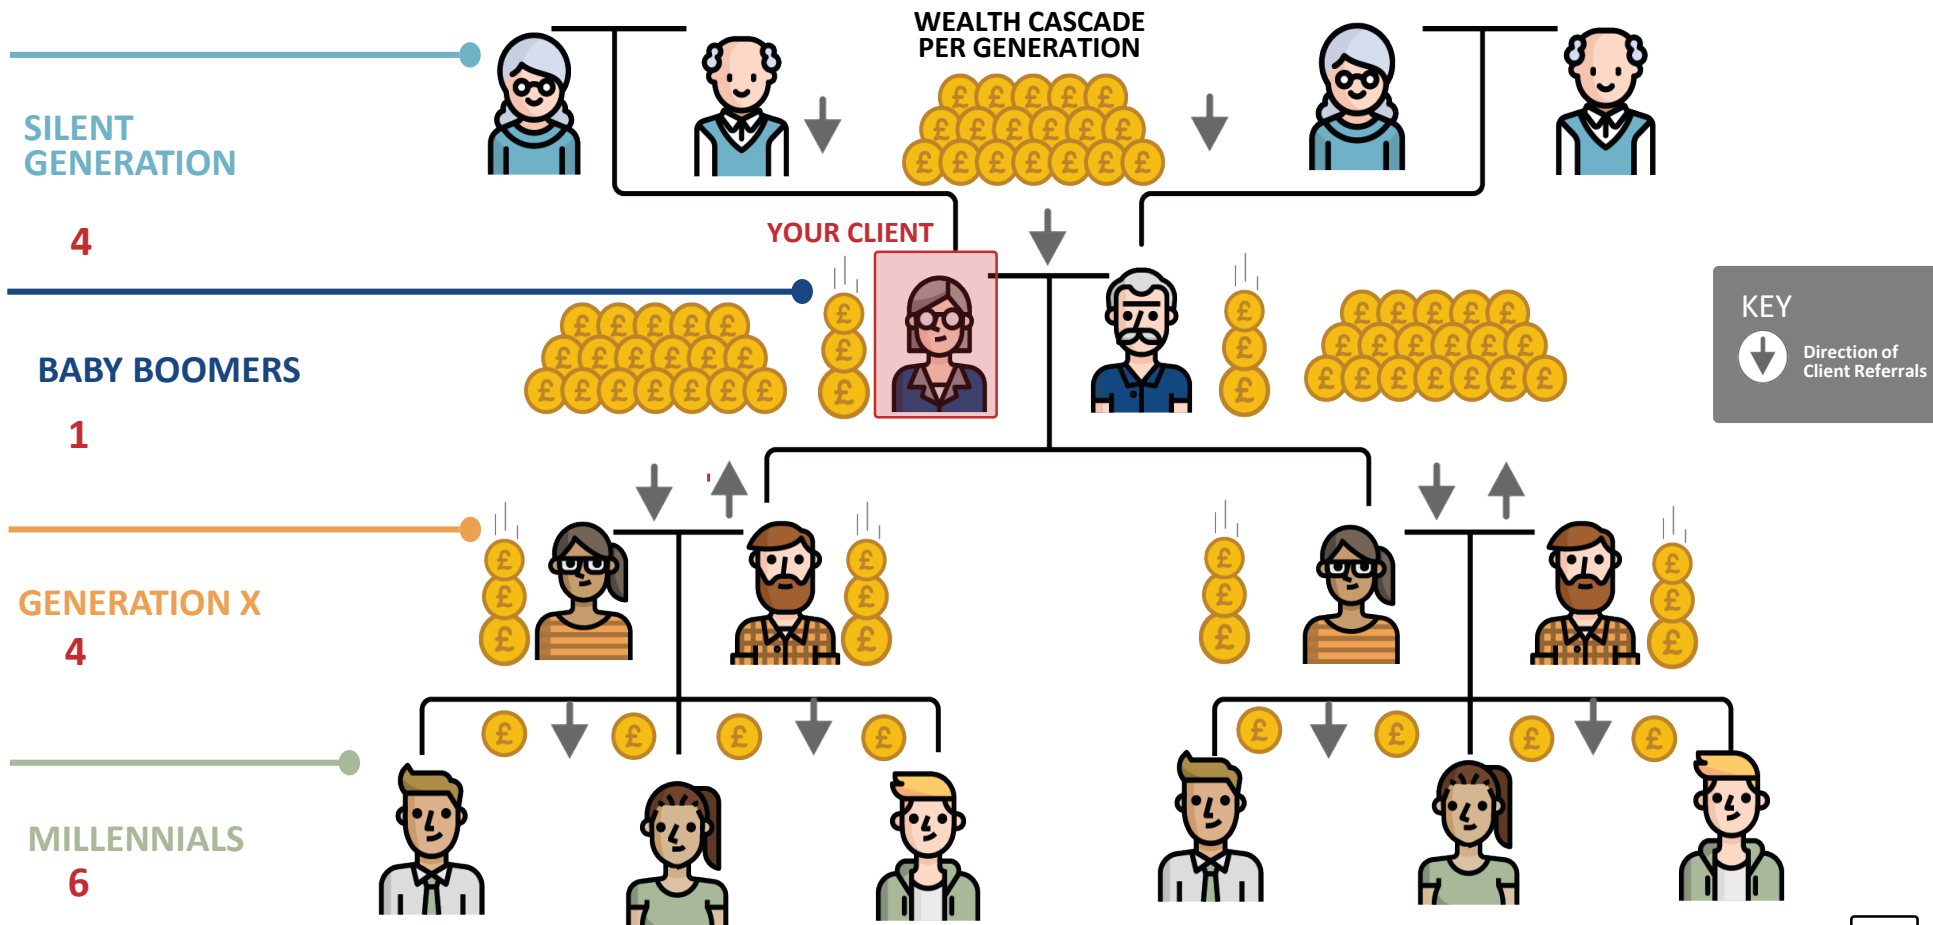 WEALTH CASCADE
PER GENERATION
SILENT
GENERATION
4
YOUR CLIENT
BABY BOOMERS
1
KEY
Direction of
Client Referrals
GENERATION X
4
MILLENNIALS
6